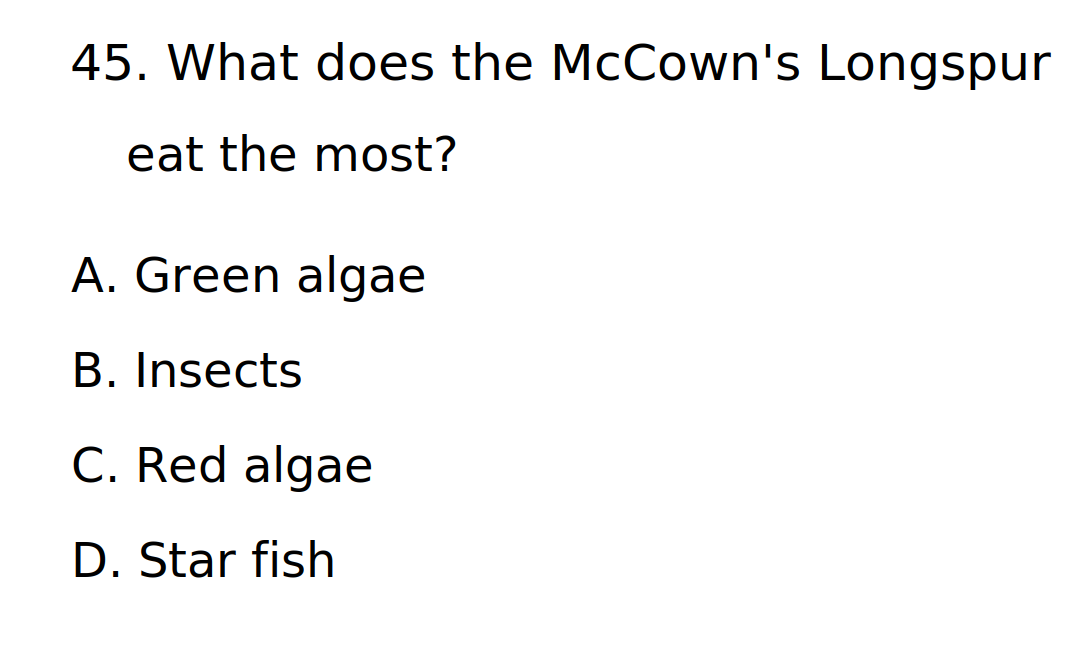 45. What does the McCown's Longspur
eat the most?
A. Green algae
B. Insects
C. Red algae
D. Star fish